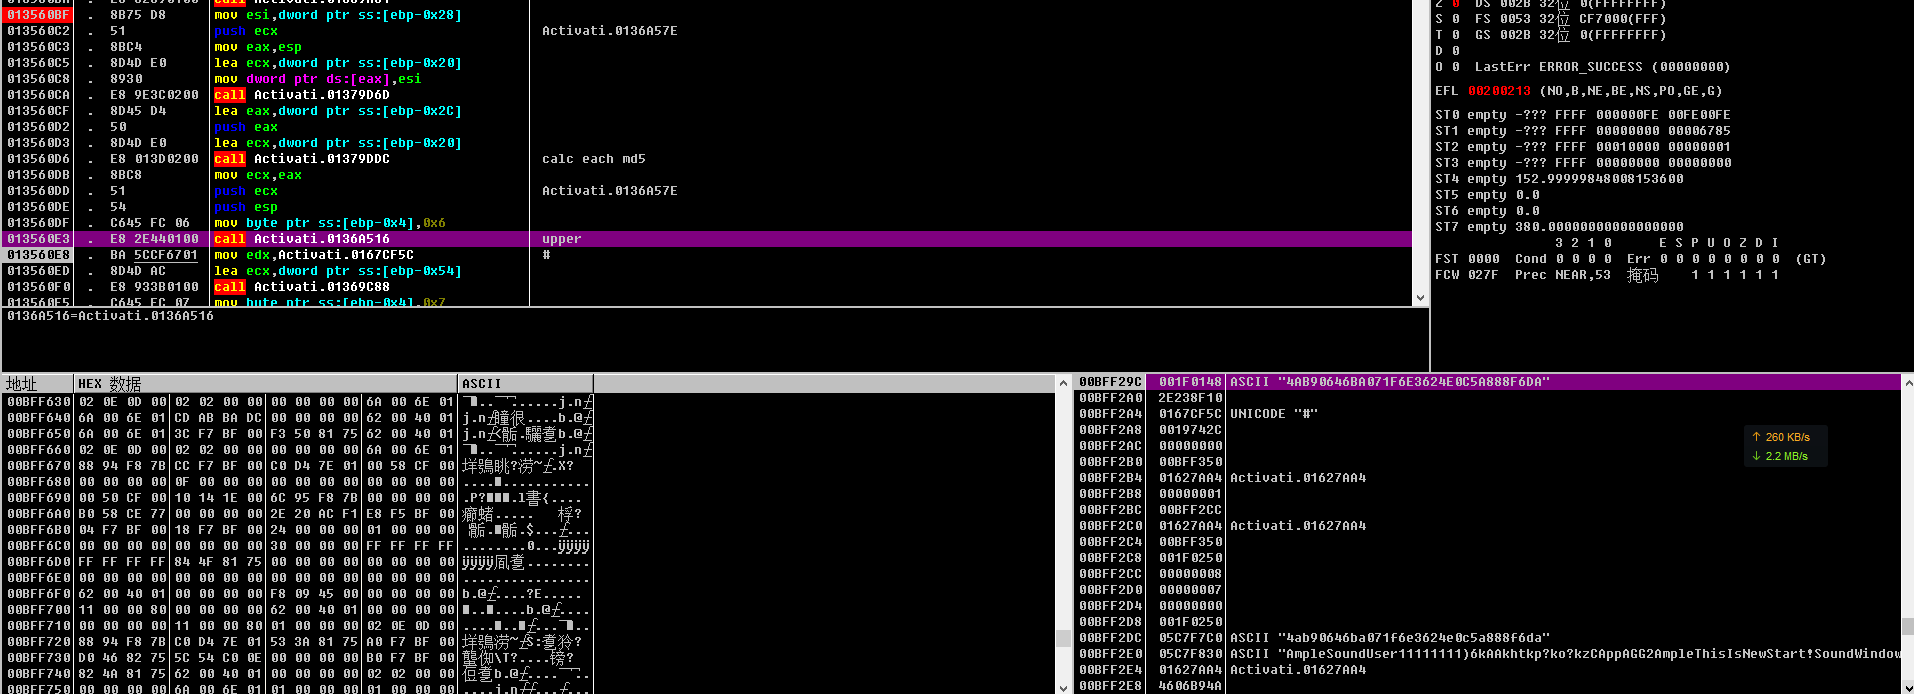 013560BF . 8B75 D8 mov esi,dword ptr ss:[ebp-0x28]
013560C2 . 51 push ecx Activati.0136A57E
013560C3 . 8BC4 mov eax,esp
013560C5 . 8D4D E0 lea ecx,dword ptr ss:[ebp-0x20]
013560C8 . 8930 mov dword ptr ds:[eax],esi
013560CA . E8 9E3C0200 call Activati.01379D6D
013560CF . 8D45 D4 lea eax,dword ptr ss:[ebp-0x2C]
013560D2 . 50 push eax
013560D3 . 8D4D E0 lea ecx,dword ptr ss:[ebp-0x20]
013560D6 . E8 013D0200 call Activati.01379DDC calc each md5
013560DB . 8BC8 mov ecx,eax
013560DD . 51 push ecx Activati.0136A57E
013560DE . 54 push esp
013560DF . C645 FC 06 mov byte ptr ss:[ebp-0x4],0x6
013560E3 . E8 2E440100 call Activati.0136A516 upper
013560E8 . BA 5CCF6701 mov edx,Activati.0167CF5C #
013560ED . 8D4D AC lea ecx,dword ptr ss:[ebp-0x54]
013560F0 . E8 933B0100 call Activati.01369C88
013560F5 . C645 FC 07 mov byte ptr ss:[ebp-0x4],0x7
0136A516=Activati.0136A516
Z 0 DS 002B 32位 0(FFFFFFFF)
S 0 FS 0053 32位 CF7000(FFF)
T 0 GS 002B 32位 0(FFFFFFFF)
D 0
O 0 LastErr ERROR_SUCCESS (00000000)
EFL 00200213 (NO,B,NE,BE,NS,PO,GE,G)
ST0 empty -??? FFFF 000000FE 00FE00FE
ST1 empty -??? FFFF 00000000 00006785
ST2 empty -??? FFFF 00010000 00000001
ST3 empty -??? FFFF 00000000 00000000
ST4 empty 152.99999848008153600
ST5 empty 0.0
ST6 empty 0.0
ST7 empty 380.00000000000000000
3 2 1 0 E S P U O Z D I
FST 0000 Cond 0 0 0 0 Err 0 0 0 0 0 0 0 0 (GT)
FCW 027F Prec NEAR,53 掩码 1 1 1 1 1 1
地址 HEX 数据 ASCII
00BFF630 02 0E 0D 00 02 02 00 00 00 00 00 00 6A 00 6E 01
00BFF640 6A 00 6E 01 CD AB BA DC 00 00 00 00 62 00 40 01
00BFF650 6A 00 6E 01 3C F7 BF 00 F3 50 81 75 62 00 40 01
00BFF660 02 0E 0D 00 02 02 00 00 00 00 00 00 6A 00 6E 01
00BFF670 88 94 F8 7B CC F7 BF 00 C0 D4 7E 01 00 58 CF 00
00BFF680 00 00 00 00 0F 00 00 00 00 00 00 00 00 00 00 00
00BFF690 00 50 CF 00 10 14 1E 00 6C 95 F8 7B 00 00 00 00
00BFF6A0 B0 58 CE 77 00 00 00 00 2E 20 AC F1 E8 F5 BF 00
00BFF6B0 04 F7 BF 00 18 F7 BF 00 24 00 00 00 01 00 00 00
00BFF6C0 00 00 00 00 00 00 00 00 30 00 00 00 FF FF FF FF
00BFF6D0 FF FF FF FF 84 4F 81 75 00 00 00 00 00 00 00 00
00BFF6E0 00 00 00 00 00 00 00 00 00 00 00 00 00 00 00 00
00BFF6F0 62 00 40 01 00 00 00 00 F8 09 45 00 00 00 00 00
00BFF700 11 00 00 80 00 00 00 00 62 00 40 01 00 00 00 00
00BFF710 00 00 00 00 11 00 00 80 01 00 00 00 02 0E 0D 00
00BFF720 88 94 F8 7B C0 D4 7E 01 53 3A 81 75 A0 F7 BF 00
00BFF730 D0 46 82 75 5C 54 C0 0E 00 00 00 00 B0 F7 BF 00
00BFF740 82 4A 81 75 62 00 40 01 00 00 00 00 02 02 00 00
00BFF750 00 00 00 00 6A 00 6E 01 00 00 00 00 01 00 00 00
00BFF29C 001F0148 ASCII "4AB90646BA071F6E3624E0C5A888F6DA"
00BFF2A0 2E238F10
00BFF2A4 0167CF5C UNICODE "#"
00BFF2A8 0019742C
00BFF2AC 00000000
00BFF2B0 00BFF350
00BFF2B4 01627AA4 Activati.01627AA4
00BFF2B8 00000001
00BFF2BC 00BFF2CC
00BFF2C0 01627AA4 Activati.01627AA4
00BFF2C4 00BFF350
00BFF2C8 001F0250
00BFF2CC 00000008
00BFF2D0 00000007
00BFF2D4 00000000
00BFF2D8 001F0250
00BFF2DC 05C7F7C0 ASCII "4ab90646ba071f6e3624e0c5a888f6da"
00BFF2E0 05C7F830 ASCII "AmpleSoundUser11111111)6kAAkhtkp?ko?kzCAppAGG2AmpleThisIsNewStart!SoundWindow
00BFF2E4 01627AA4 Activati.01627AA4
00BFF2E8 4606B94A
↑ 260 KB/s
↓ 2.2 MB/s